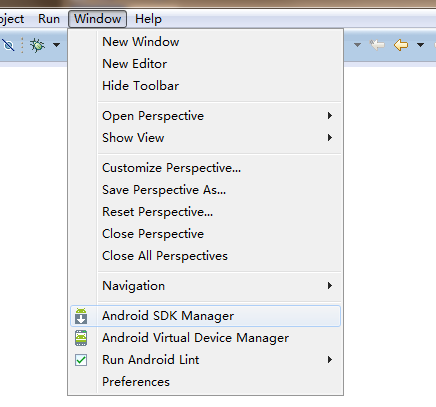 oject Run Window Help
New Window
New Editor
Hide Toolbar
Open Perspective
Show View
Customize Perspective...
Save Perspective As...
Reset Perspective...
Close Perspective
Close All Perspectives
Navigation
Android SDK Manager
Android Virtual Device Manager
Run Android Lint
Preferences